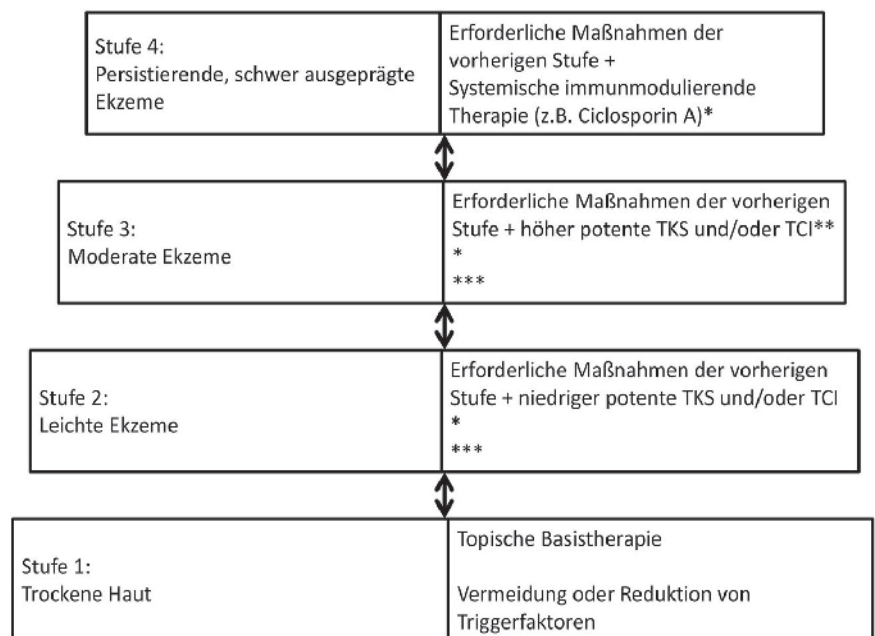 Stufe 4:
Persistierende, schwer ausgeprägte
Ekzeme
Erforderliche Maßnahmen der
vorherigen Stufe +
Systemische immunmodulierende
Therapie (z.B. Ciclosporin A)*
Stufe 3:
Moderate Ekzeme
Erforderliche Maßnahmen der vorherigen
Stufe + höher potente TKS und/oder TCI**
*
***
Stufe 2:
Leichte Ekzeme
Erforderliche Maßnahmen der vorherigen
Stufe + niedriger potente TKS und/oder TCI
*
***
Stufe 1:
Trockene Haut
Topische Basistherapie
Vermeidung oder Reduktion von
Triggerfaktoren